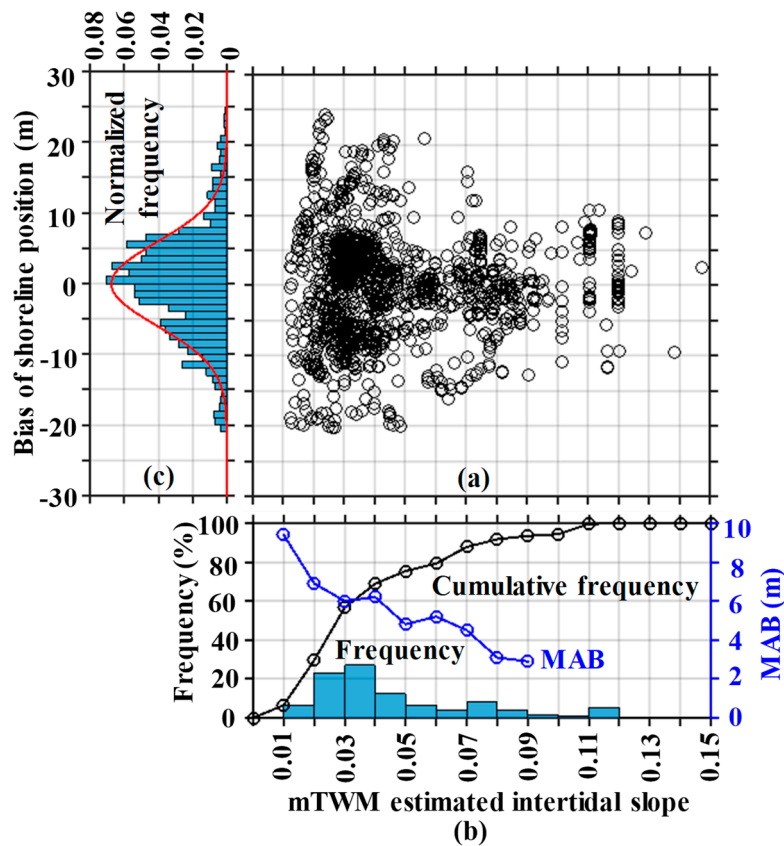 0.08
0.06
0.04
0.02
0
30
20
10
0
-10
-20
-30
Bias of shoreline position (m)
Normalized
frequency
(c)
(a)
100
80
60
40
20
0
Frequency (%)
10
8
6
4
2
0
MAB (m)
Cumulative frequency
Frequency
MAB
0.01
0.03
0.05
0.07
0.09
0.11
0.13
0.15
mTWM estimated intertidal slope
(b)